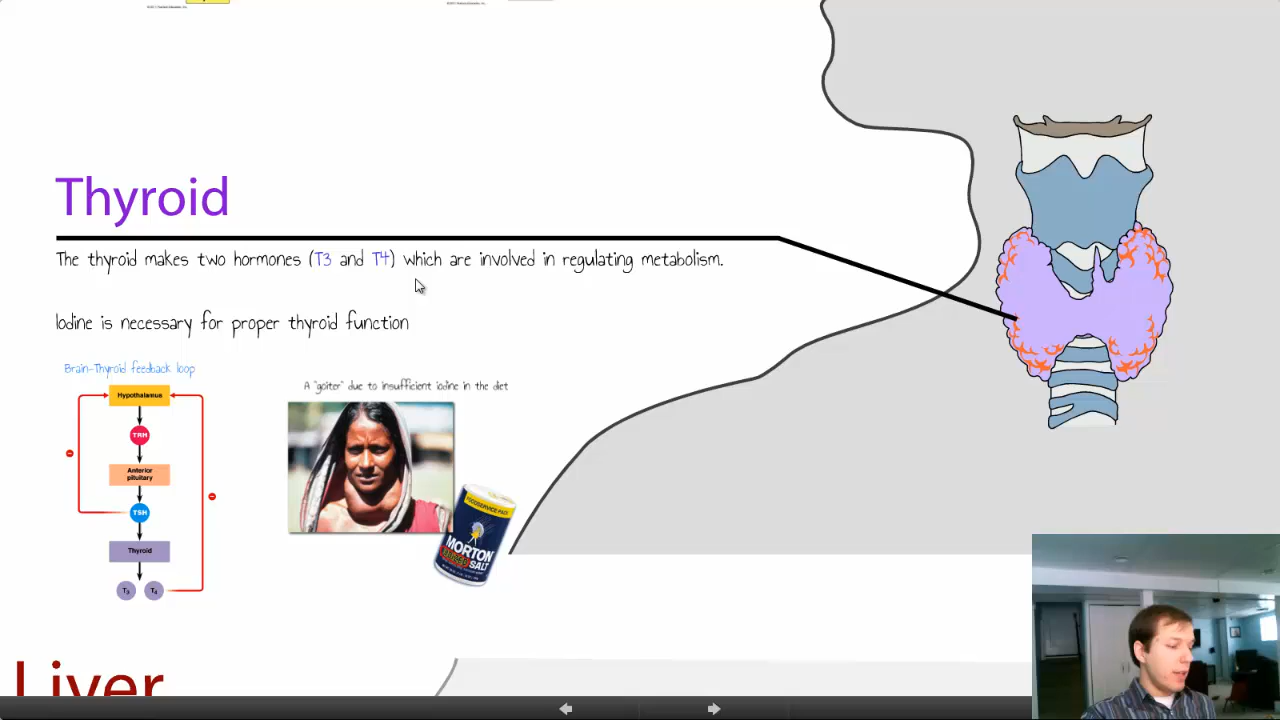 Thyroid
The thyroid makes two hormones (T3 and T4) which are involved in regulating metabolism.
Iodine is necessary for proper thyroid function
Brain-Thyroid feedback loop
Hypothalamus
TRH
Anterior
pituitary
TSH
Thyroid
T3 T4
A "goiter" due to insufficient iodine in the diet
FOODSERVICE PACK
MORTON
SALT
Liver